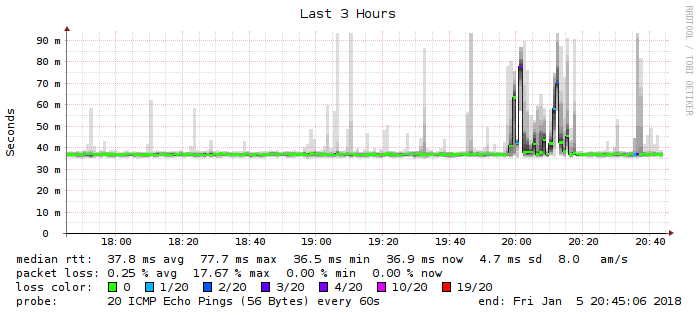 Last 3 Hours
RRDTOOL / TOBI OETIKER
Seconds
90 m
80 m
70 m
60 m
50 m
40 m
30 m
20 m
10 m
0
18:00 18:20 18:40 19:00 19:20 19:40 20:00 20:20 20:40
median rtt: 37.8 ms avg 77.7 ms max 36.5 ms min 36.9 ms now 4.7 ms sd 8.0 am/s
packet loss: 0.25 % avg 17.67 % max 0.00 % min 0.00 % now
loss color: 0 1/20 2/20 3/20 4/20 10/20 19/20
probe: 20 ICMP Echo Pings (56 Bytes) every 60s end: Fri Jan 5 20:45:06 2018